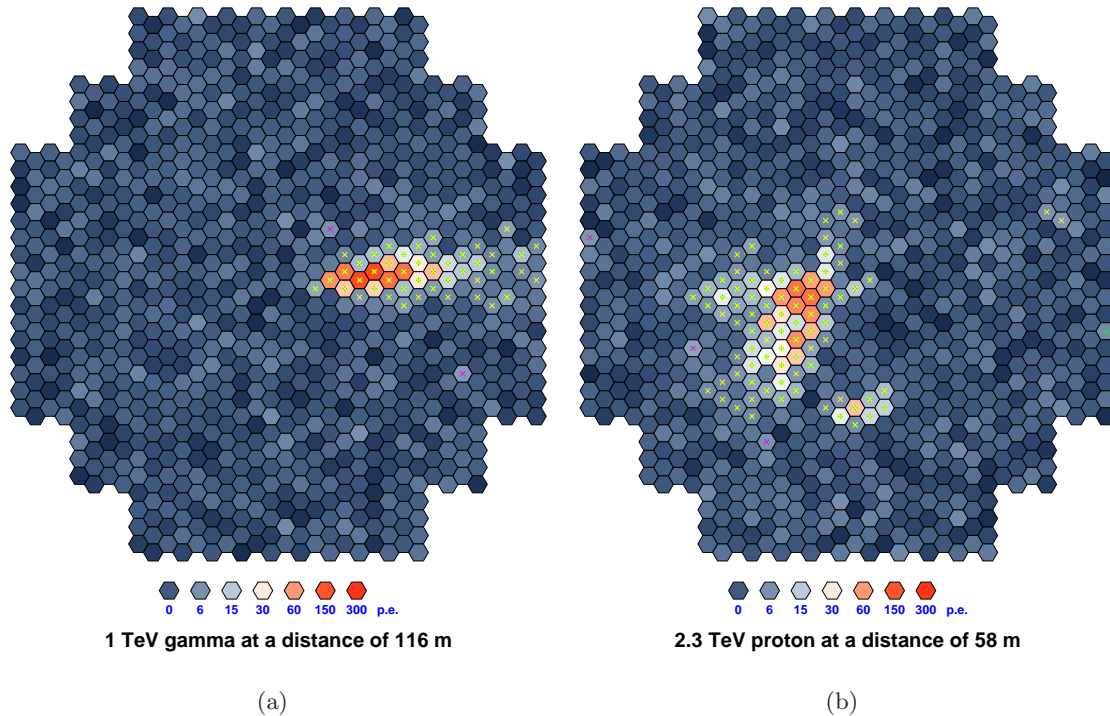 0 6 15 30 60 150 300 p.e.
1 TeV gamma at a distance of 116 m
(a)
0 6 15 30 60 150 300 p.e.
2.3 TeV proton at a distance of 58 m
(b)